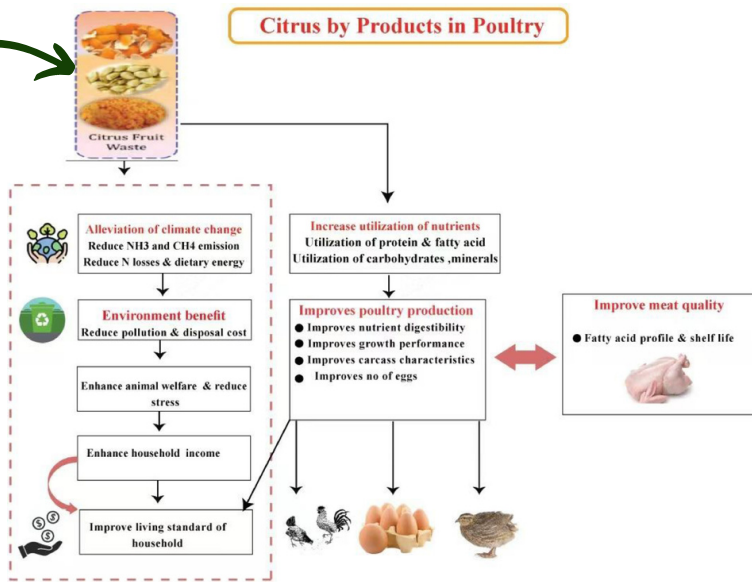 Citrus by Products in Poultry
Citrus Fruit
Waste
Alleviation of climate change
Reduce NH3 and CH4 emission
Reduce N losses & dietary energy
Environment benefit
Reduce pollution & disposal cost
Enhance animal welfare & reduce
stress
Enhance household income
Improve living standard of
household
Increase utilization of nutrients
Utilization of protein & fatty acid
Utilization of carbohydrates ,minerals
Improves poultry production
● Improves nutrient digestibility
● Improves growth performance
● Improves carcass characteristics
● Improves no of eggs
Improve meat quality
● Fatty acid profile & shelf life